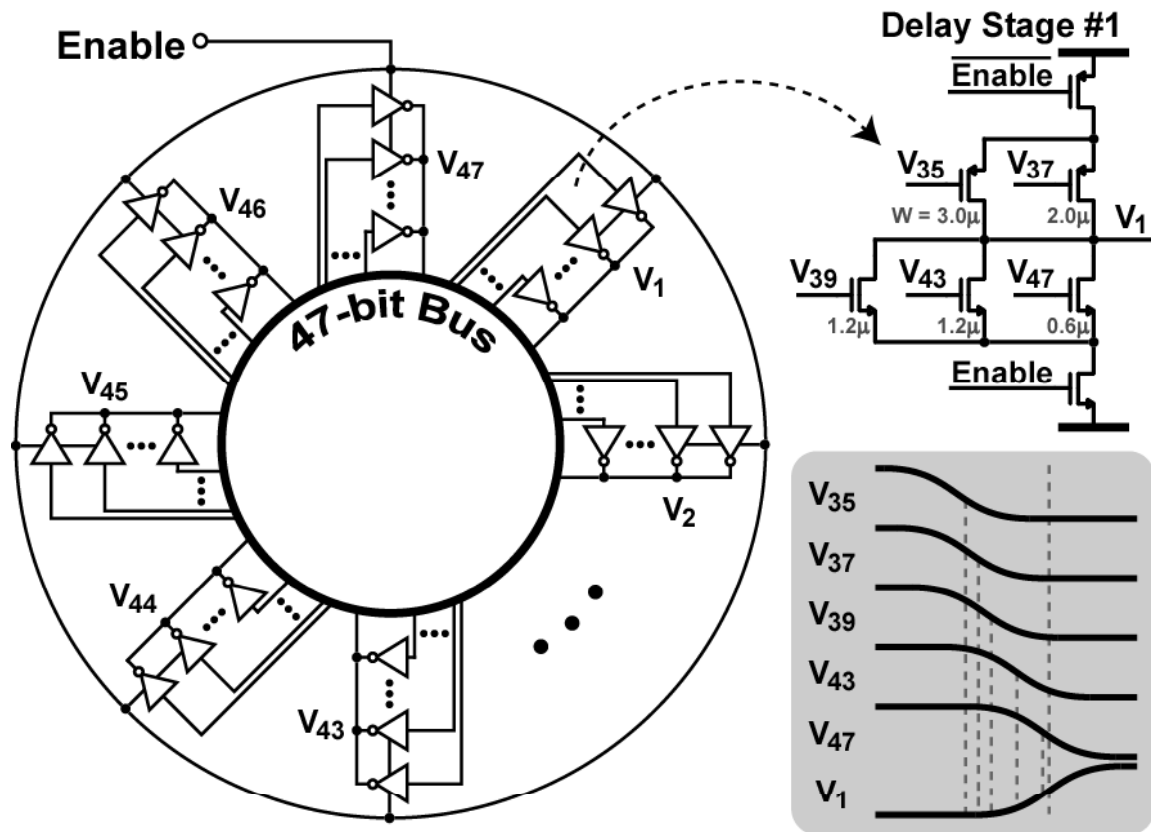 Enable
Delay Stage #1
Enable
V35
V37
W = 3.0µ
2.0µ
V1
V39
V43
V47
1.2µ
1.2µ
0.6µ
Enable
V47
V46
V1
47-bit Bus
V45
V2
V44
V43
V35
V37
V39
V43
V47
V1